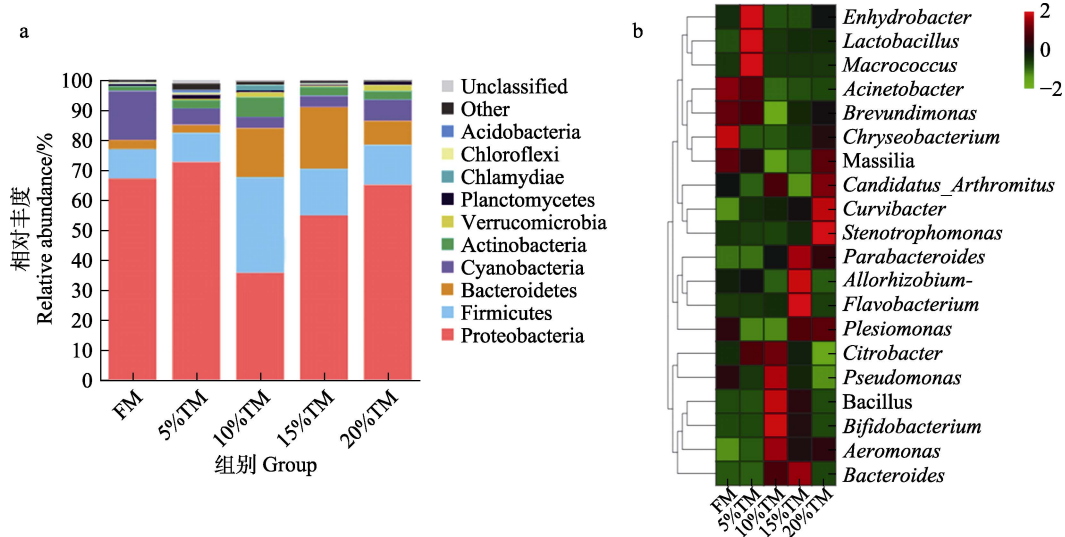 a
100
90
80
70
60
50
40
30
20
10
0
相对丰度
Relative abundance/%
FM
5%TM
10%TM
15%TM
20%TM
组别 Group
Unclassified
Other
Acidobacteria
Chloroflexi
Chlamydiae
Planctomycetes
Verrucomicrobia
Actinobacteria
Cyanobacteria
Bacteroidetes
Firmicutes
Proteobacteria
b
Enhydrobacter
Lactobacillus
Macrococcus
Acinetobacter
Brevundimonas
Chryseobacterium
Massilia
Candidatus_Arthromitus
Curvibacter
Stenotrophomonas
Parabacteroides
Allorhizobium-
Flavobacterium
Plesiomonas
Citrobacter
Pseudomonas
Bacillus
Bifidobacterium
Aeromonas
Bacteroides
FM
5%TM
10%TM
15%TM
20%TM
2
0
−2